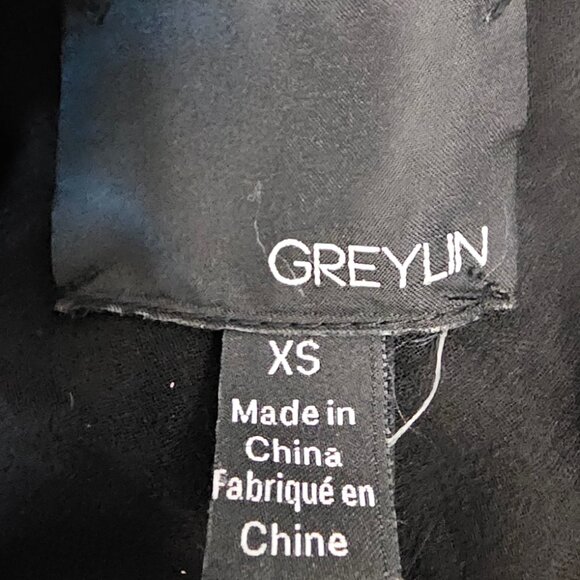 GREYLIN
XS
Made in
China
Fabriqué en
Chine